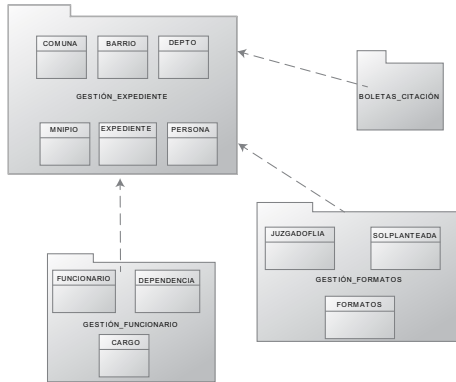 COMUNA
BARRIO
DEPTO
GESTIÓN_EXPEDIENTE
MNIPIO
EXPEDIENTE
PERSONA
BOLETAS_CITACIÓN
JUZGADOFLIA
SOLPLANTEADA
GESTIÓN_FORMATOS
FORMATOS
FUNCIONARIO
DEPENDENCIA
GESTIÓN_FUNCIONARIO
CARGO